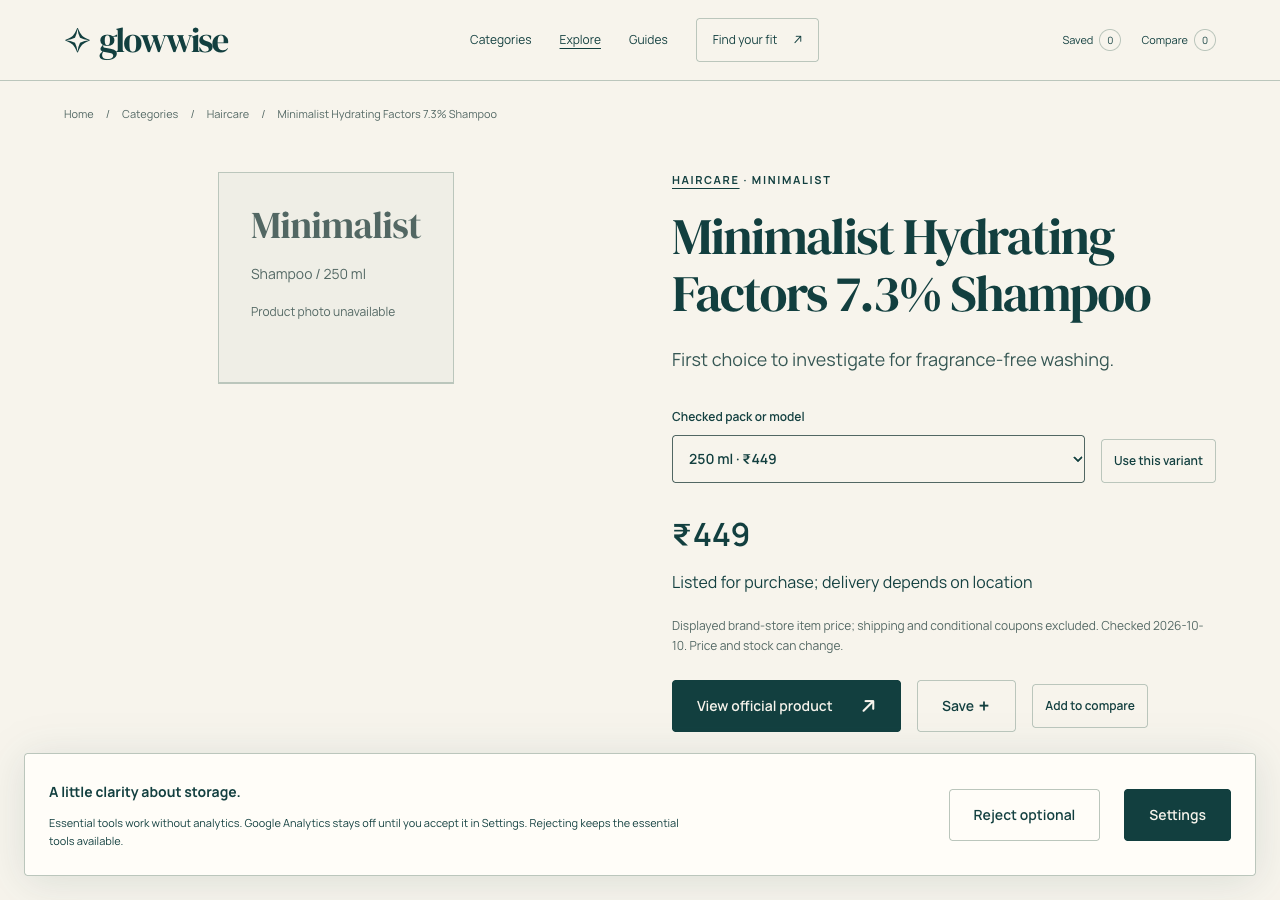 glowwise
Categories Explore Guides Find your fit
Saved 0 Compare 0
Home / Categories / Haircare / Minimalist Hydrating Factors 7.3% Shampoo
Minimalist
Shampoo / 250 ml
Product photo unavailable
HAIRCARE · MINIMALIST
Minimalist Hydrating
Factors 7.3% Shampoo
First choice to investigate for fragrance-free washing.
Checked pack or model
250 ml · ₹449
Use this variant
₹449
Listed for purchase; delivery depends on location
Displayed brand-store item price; shipping and conditional coupons excluded. Checked 2026-10-
10. Price and stock can change.
View official product
Save +
Add to compare
A little clarity about storage.
Essential tools work without analytics. Google Analytics stays off until you accept it in Settings. Rejecting keeps the essential
tools available.
Reject optional
Settings